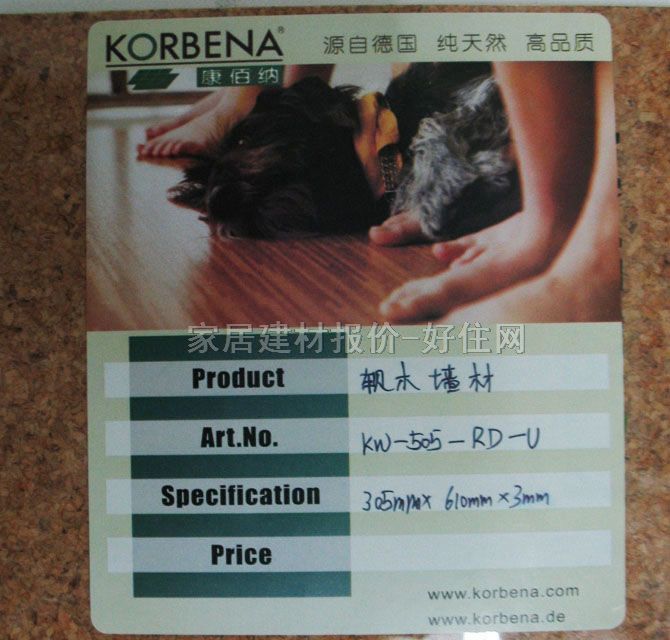 KORBENA® 源自德国 纯天然 高品质
康佰纳
家居建材报价-好住网
Product 软木墙材
Art.No. KW-505-RD-U
Specification 305mm× 610mm×3mm
Price
www.korbena.com
www.korbena.de